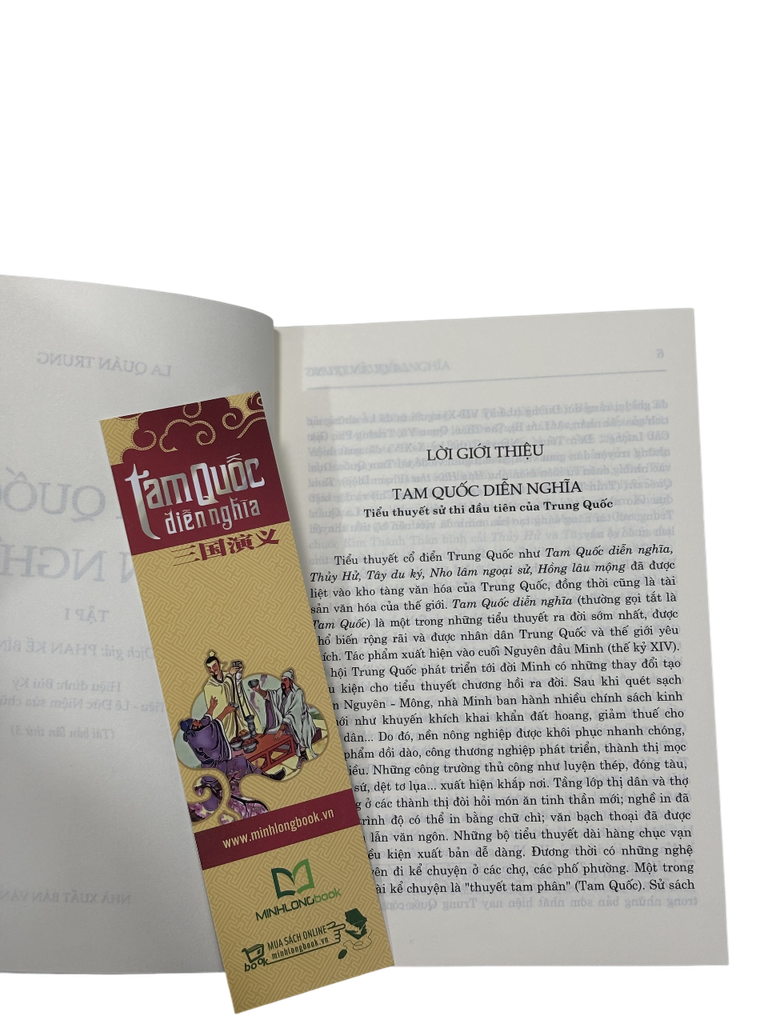 Tam Quốc
diễn nghĩa
三国演义
www.minhlongbook.vn
MINHLONGbook
MUA SÁCH ONLINE
book minhlongbook.vn
LỜI GIỚI THIỆU
TAM QUỐC DIỄN NGHĨA
Tiểu thuyết sử thi đầu tiên của Trung Quốc
Tiểu thuyết cổ điển Trung Quốc như Tam Quốc diễn nghĩa,
Thủy Hử, Tây du ký, Nho lâm ngoại sử, Hồng lâu mộng đã được
liệt vào kho tàng văn hóa của Trung Quốc, đồng thời cũng là tài
sản văn hóa của thế giới. Tam Quốc diễn nghĩa (thường gọi tắt là
Tam Quốc) là một trong những tiểu thuyết ra đời sớm nhất, được
phổ biến rộng rãi và được nhân dân Trung Quốc và thế giới yêu
thích. Tác phẩm xuất hiện vào cuối Nguyên đầu Minh (thế kỷ XIV).
hội Trung Quốc phát triển tới đời Minh có những thay đổi tạo
kiện cho tiểu thuyết chương hồi ra đời. Sau khi quét sạch
Nguyên - Mông, nhà Minh ban hành nhiều chính sách kinh
như khuyến khích khai khẩn đất hoang, giảm thuế cho
dân... Do đó, nền nông nghiệp được khôi phục nhanh chóng,
phẩm dồi dào, công thương nghiệp phát triển, thành thị mọc
Những công trường thủ công như luyện thép, đóng tàu,
sứ, dệt tơ lụa... xuất hiện khắp nơi. Tầng lớp thị dân và thợ
ở các thành thị đòi hỏi món ăn tinh thần mới; nghề in đã
độ có thể in bằng chữ chì; văn bạch thoại đã được
lẫn văn ngôn. Những bộ tiểu thuyết dài hàng chục vạn
kiện xuất bản dễ dàng. Đương thời có những nghệ
đi kể chuyện ở các chợ, các phố phường. Một trong
kể chuyện là "thuyết tam phân" (Tam Quốc). Sử sách